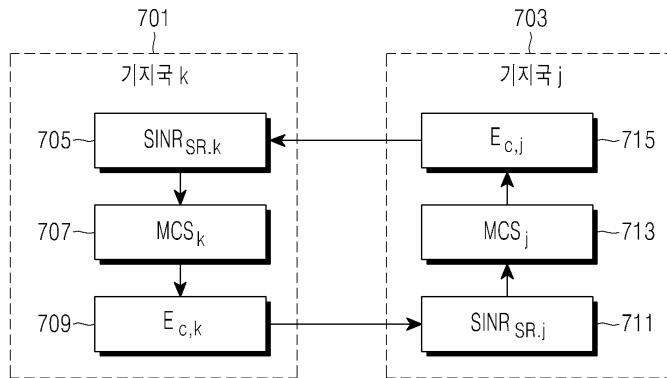 701
703
기지국 k
기지국 j
705
SINR_SR.k
E_c,j
715
707
MCS_k
MCS_j
713
709
E_c,k
SINR_SR.j
711